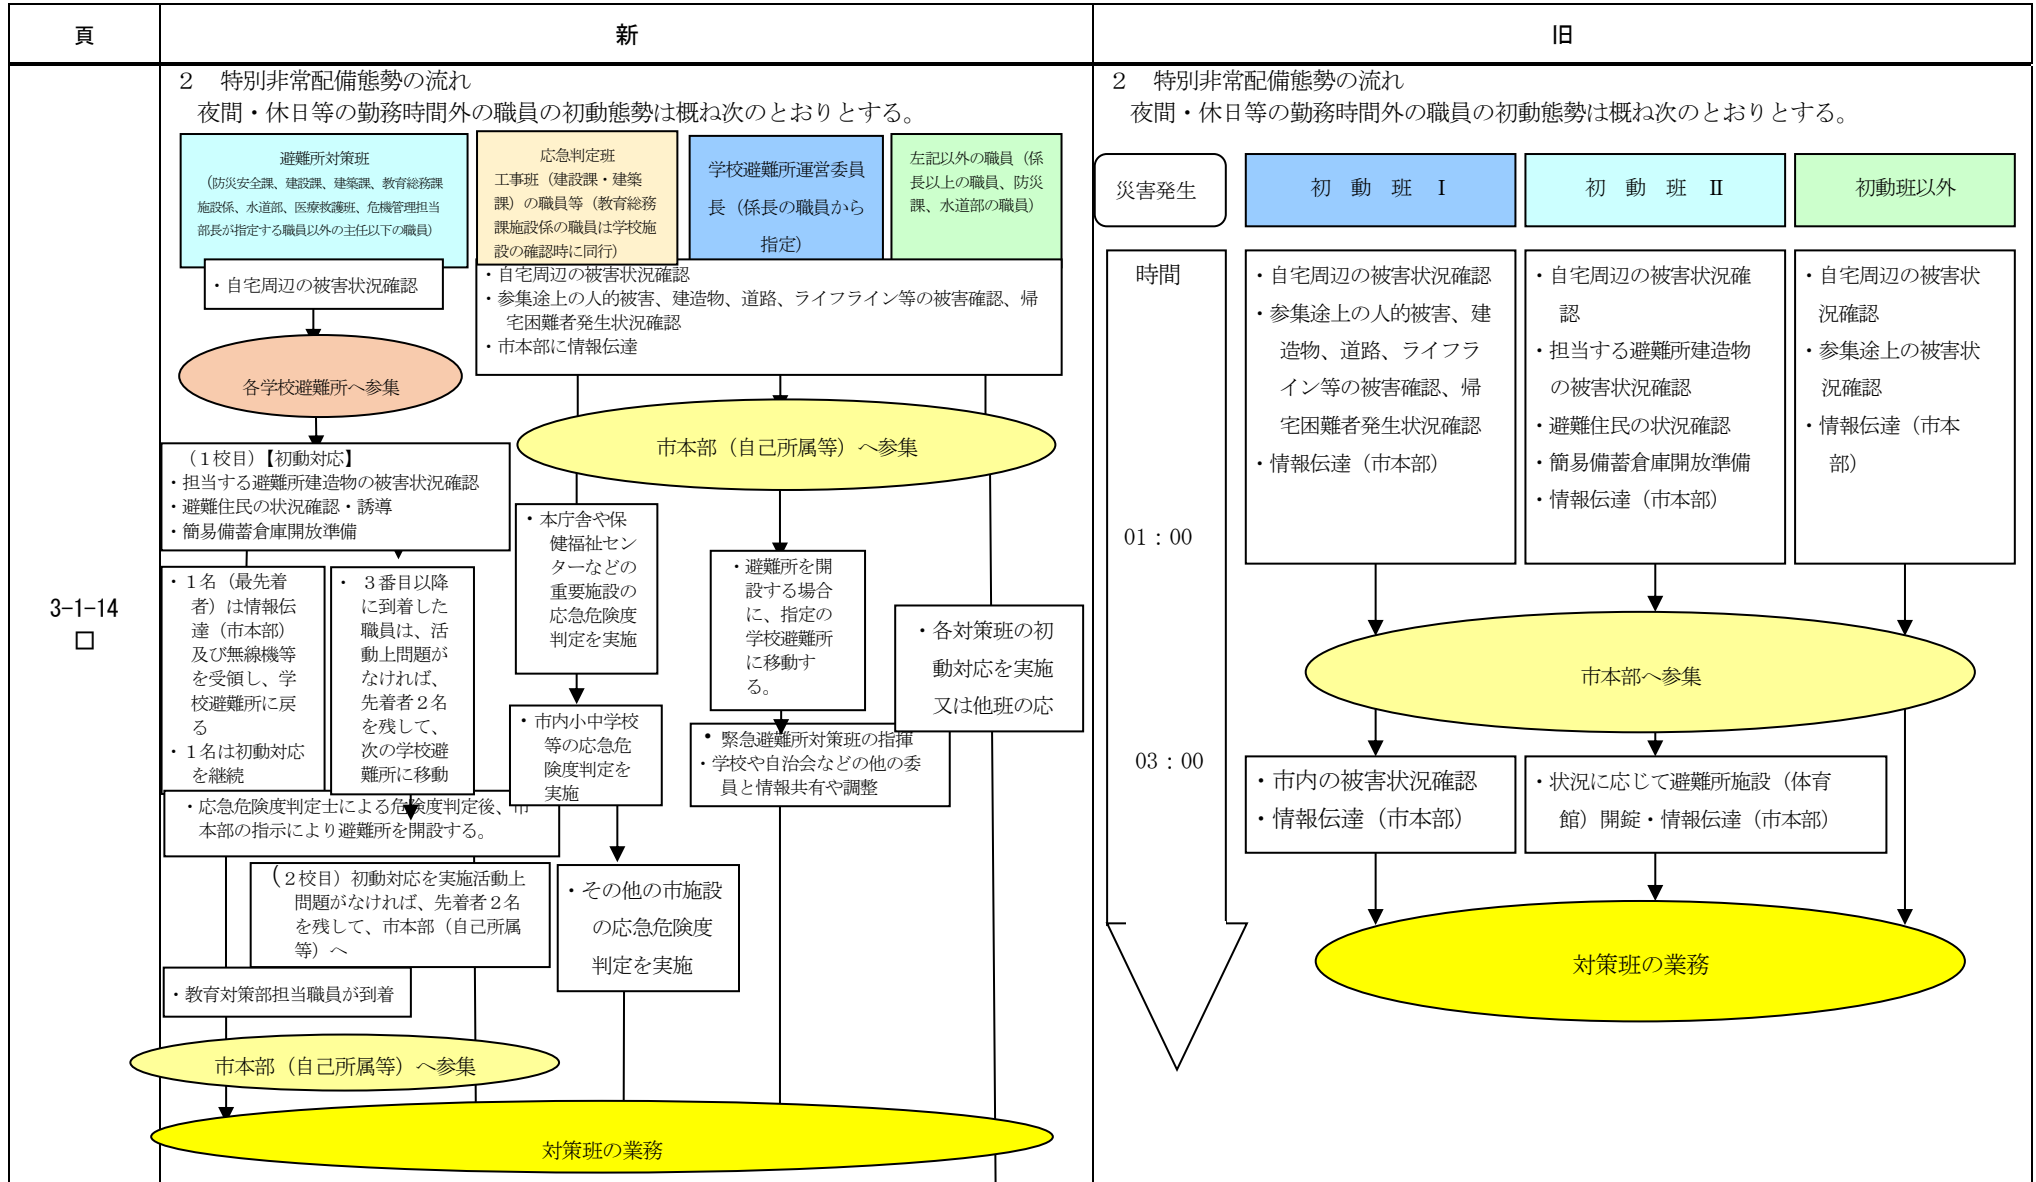 頁
新
旧
3-1-14
□
２　特別非常配備態勢の流れ
夜間・休日等の勤務時間外の職員の初動態勢は概ね次のとおりとする。
避難所対策班
（防災安全課、建設課、建築課、教育総務課
施設係、水道部、医療救護班、危機管理担当
部長が指定する職員以外の主任以下の職員）
応急判定班
工事班（建設課・建築
課）の職員等（教育総務
課施設係の職員は学校施
設の確認時に同行）
学校避難所運営委員
長（係長の職員から
指定）
左記以外の職員（係
長以上の職員、防災
課、水道部の職員）
・自宅周辺の被害状況確認
・自宅周辺の被害状況確認
・参集途上の人的被害、建造物、道路、ライフライン等の被害確認、帰
宅困難者発生状況確認
・市本部に情報伝達
各学校避難所へ参集
市本部（自己所属等）へ参集
（１校目）【初動対応】
・担当する避難所建造物の被害状況確認
・避難住民の状況確認・誘導
・簡易備蓄倉庫開放準備
・１名（最先着
者）は情報伝
達（市本部）
及び無線機等
を受領し、学
校避難所に戻
る
・１名は初動対応
を継続
・　３番目以降
に到着した
職員は、活
動上問題が
なければ、
先着者２名
を残して、
次の学校避
難所に移動
・本庁舎や保
健福祉セン
ターなどの
重要施設の
応急危険度
判定を実施
・避難所を開
設する場合
に、指定の
学校避難所
に移動す
る。
・各対策班の初
動対応を実施
又は他班の応
・市内小中学校
等の応急危
険度判定を
実施
・緊急避難所対策班の指揮
・学校や自治会などの他の委
員と情報共有や調整
・応急危険度判定士による危険度判定後、市
本部の指示により避難所を開設する。
（２校目）初動対応を実施活動上
問題がなければ、先着者２名
を残して、市本部（自己所属
等）へ
・その他の市施設
の応急危険度
判定を実施
・教育対策部担当職員が到着
市本部（自己所属等）へ参集
対策班の業務
２　特別非常配備態勢の流れ
夜間・休日等の勤務時間外の職員の初動態勢は概ね次のとおりとする。
災害発生
初　動　班　Ⅰ
初　動　班　Ⅱ
初動班以外
時間
01：00
03：00
・自宅周辺の被害状況確認
・参集途上の人的被害、建
造物、道路、ライフラ
イン等の被害確認、帰
宅困難者発生状況確認
・情報伝達（市本部）
・自宅周辺の被害状況確
認
・担当する避難所建造物
の被害状況確認
・避難住民の状況確認
・簡易備蓄倉庫開放準備
・情報伝達（市本部）
・自宅周辺の被害状
況確認
・参集途上の被害状
況確認
・情報伝達（市本
部）
市本部へ参集
・市内の被害状況確認
・情報伝達（市本部）
・状況に応じて避難所施設（体育
館）開錠・情報伝達（市本部）
対策班の業務